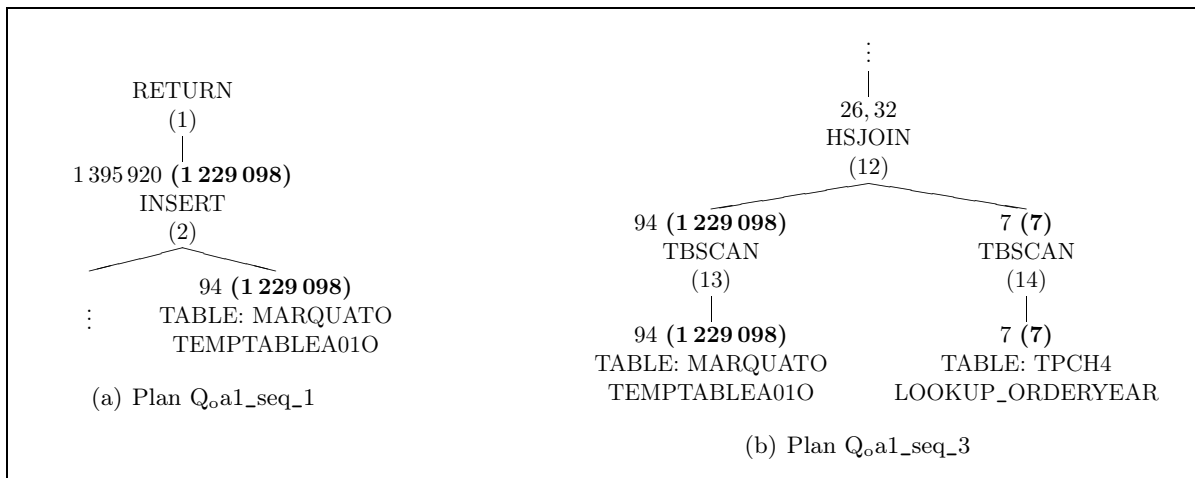 RETURN
(1)
1 395 920 (1 229 098)
INSERT
(2)
⋮
94 (1 229 098)
TABLE: MARQUATO
TEMPTABLEA01O
(a) Plan Qₒa1_seq_1
⋮
26, 32
HSJOIN
(12)
94 (1 229 098)
TBSCAN
(13)
94 (1 229 098)
TABLE: MARQUATO
TEMPTABLEA01O
7 (7)
TBSCAN
(14)
7 (7)
TABLE: TPCH4
LOOKUP_ORDERYEAR
(b) Plan Qₒa1_seq_3